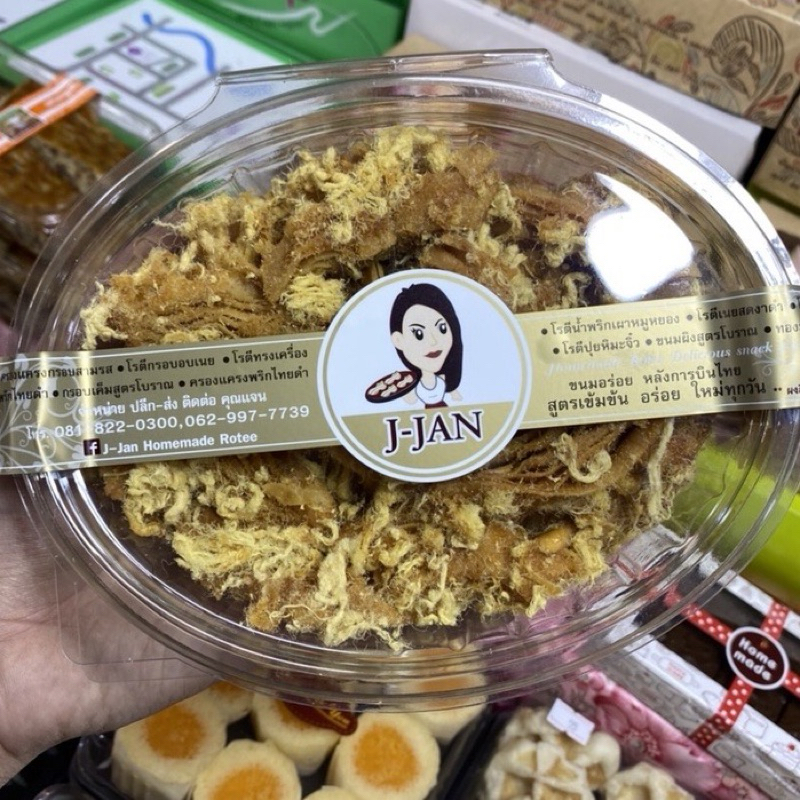 ครองแครงกรอบสามรส • โรตีกรอบอบเนย • โรตีทรงเครื่อง
พริกไทยดำ • กรอบเค็มสูตรโบราณ • ครองแครงพริกไทยดำ
จำหน่าย ปลีก-ส่ง ติดต่อ คุณแจน
โทร. 081-822-0300,062-997-7739
J-Jan Homemade Rotee
J-JAN
• โรตีน้ำพริกเผาหมูหยอง • โรตีเนยสดงาดำ •
• โรตีปุยหิมะจิ๋ว • ขนมผิงสูตรโบราณ • ทอง
Homemade Rotee Delicious snack
ขนมอร่อย หลังการบินไทย
สูตรเข้มข้น อร่อย ใหม่ทุกวัน **
Home
made